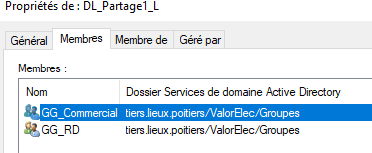 Propriétés de : DL_Partage1_L
Général Membres Membre de Géré par
Membres :
Nom Dossier Services de domaine Active Directory
GG_Commercial tiers.lieux.poitiers/ValorElec/Groupes
GG_RD tiers.lieux.poitiers/ValorElec/Groupes